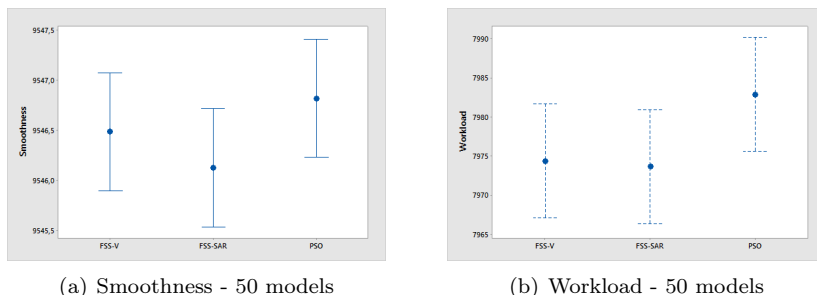 9547,5
9547,0
9546,5
9546,0
9545,5
Smoothness
FSS-V FSS-SAR PSO
(a) Smoothness - 50 models
7990
7985
7980
7975
7970
7965
Workload
FSS-V FSS-SAR PSO
(b) Workload - 50 models